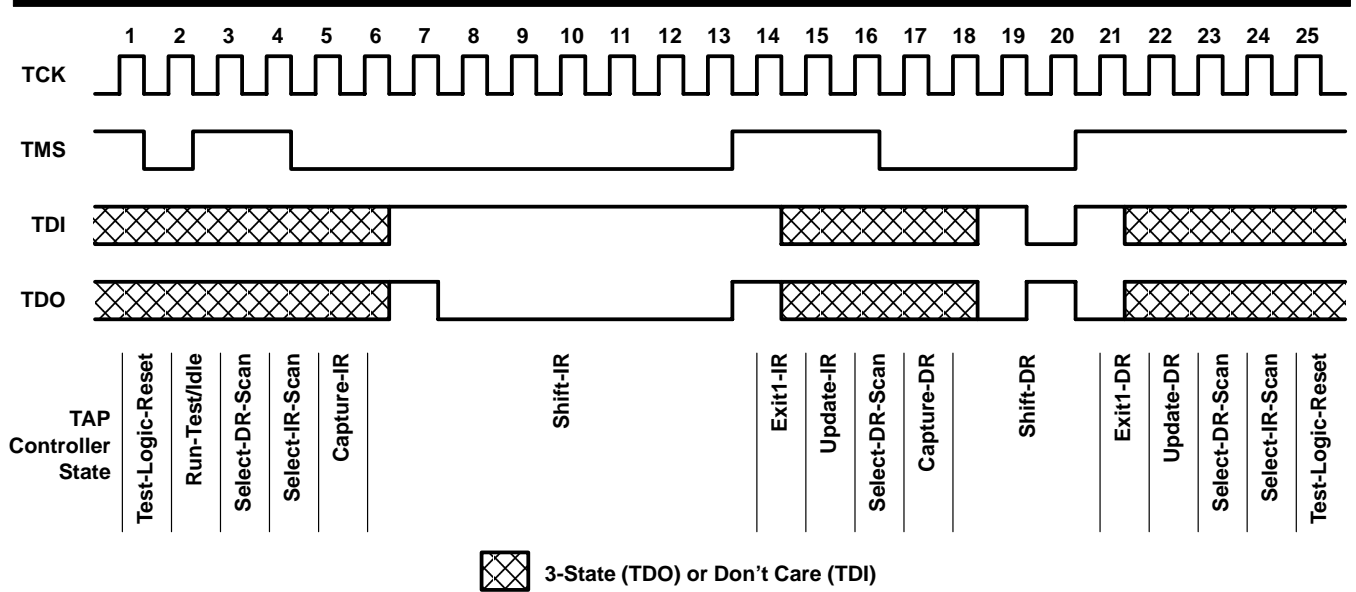 1 2 3 4 5 6 7 8 9 10 11 12 13 14 15 16 17 18 19 20 21 22 23 24 25
TCK
TMS
TDI
TDO
TAP
Controller
State
Test-Logic-Reset
Run-Test/Idle
Select-DR-Scan
Select-IR-Scan
Capture-IR
Shift-IR
Exit1-IR
Update-IR
Select-DR-Scan
Capture-DR
Shift-DR
Exit1-DR
Update-DR
Select-DR-Scan
Select-IR-Scan
Test-Logic-Reset
3-State (TDO) or Don’t Care (TDI)